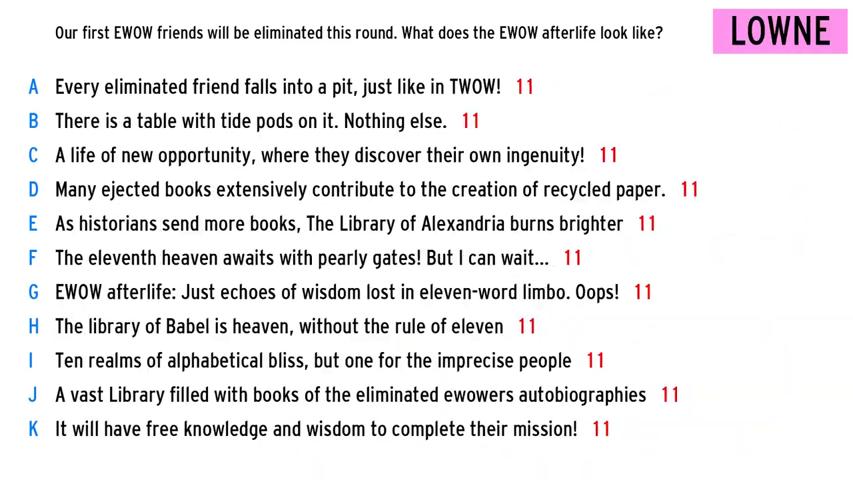 Our first EWOW friends will be eliminated this round. What does the EWOW afterlife look like?
LOWNE
A Every eliminated friend falls into a pit, just like in TWOW! 11
B There is a table with tide pods on it. Nothing else. 11
C A life of new opportunity, where they discover their own ingenuity! 11
D Many ejected books extensively contribute to the creation of recycled paper. 11
E As historians send more books, The Library of Alexandria burns brighter 11
F The eleventh heaven awaits with pearly gates! But I can wait... 11
G EWOW afterlife: Just echoes of wisdom lost in eleven-word limbo. Oops! 11
H The library of Babel is heaven, without the rule of eleven 11
I Ten realms of alphabetical bliss, but one for the imprecise people 11
J A vast Library filled with books of the eliminated ewowers autobiographies 11
K It will have free knowledge and wisdom to complete their mission! 11